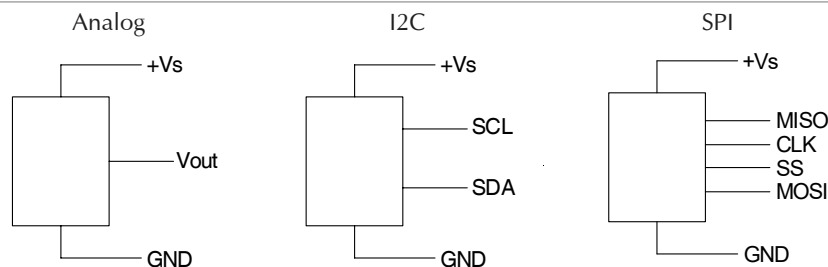 Analog
+Vs
Vout
GND
I2C
+Vs
SCL
SDA
GND
SPI
+Vs
MISO
CLK
SS
MOSI
GND